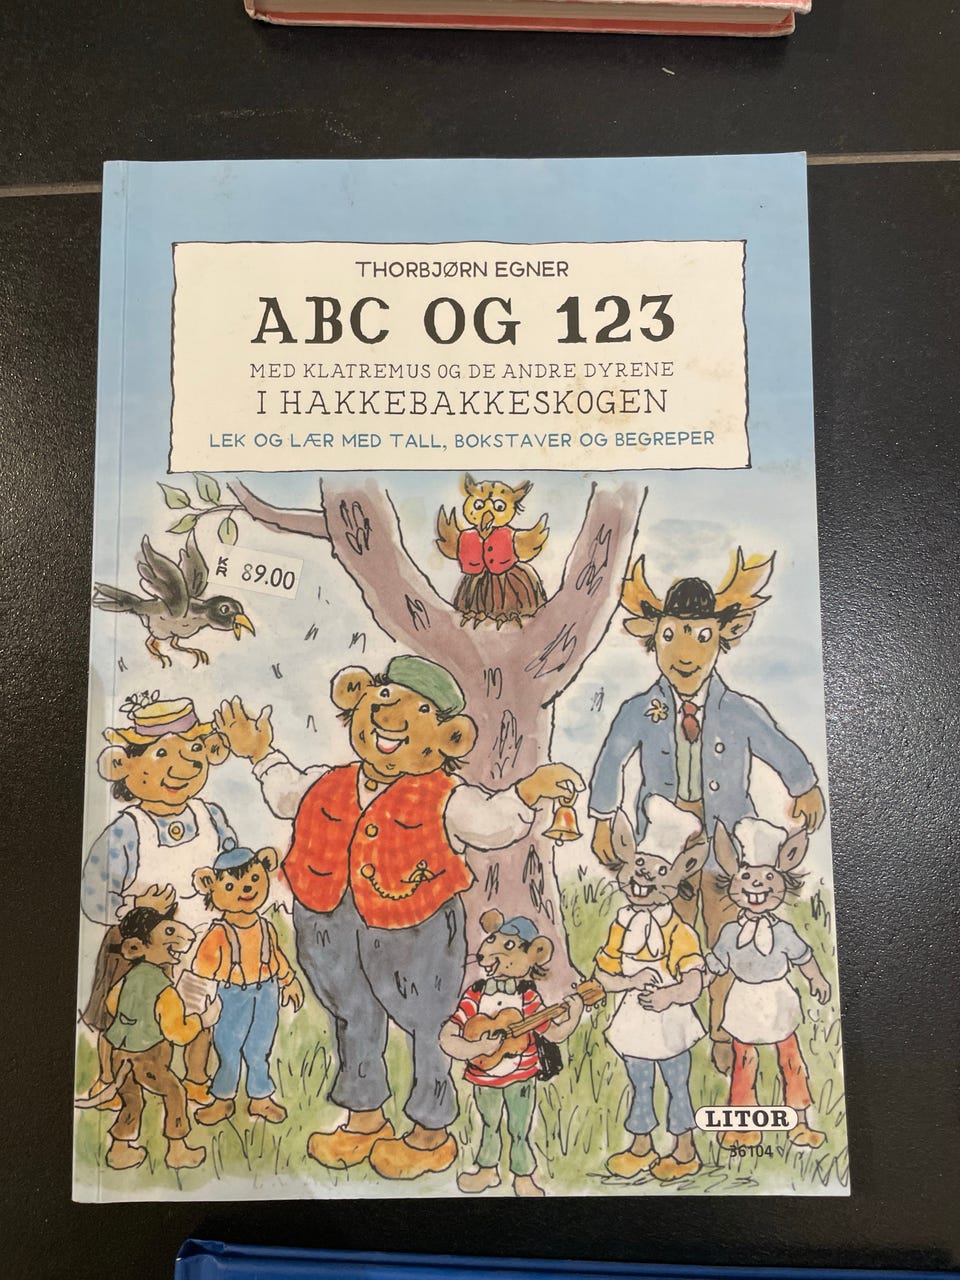 THORBJØRN EGNER
ABC OG 123
MED KLATREMUS OG DE ANDRE DYRENE
I HAKKEBAKKESKOGEN
LEK OG LÆR MED TALL, BOKSTAVER OG BEGREPER
KR 89.00
LITOR
36104